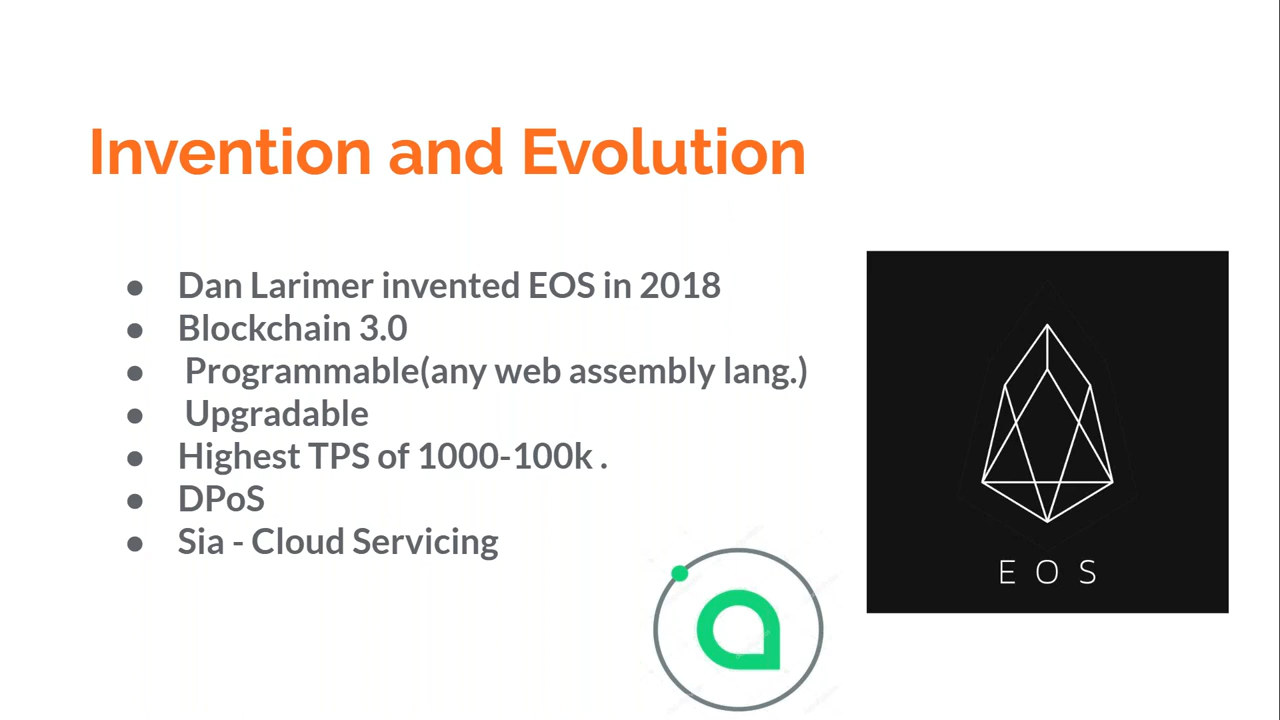 Invention and Evolution
● Dan Larimer invented EOS in 2018
● Blockchain 3.0
● Programmable(any web assembly lang.)
● Upgradable
● Highest TPS of 1000-100k .
● DPoS
● Sia - Cloud Servicing
EOS